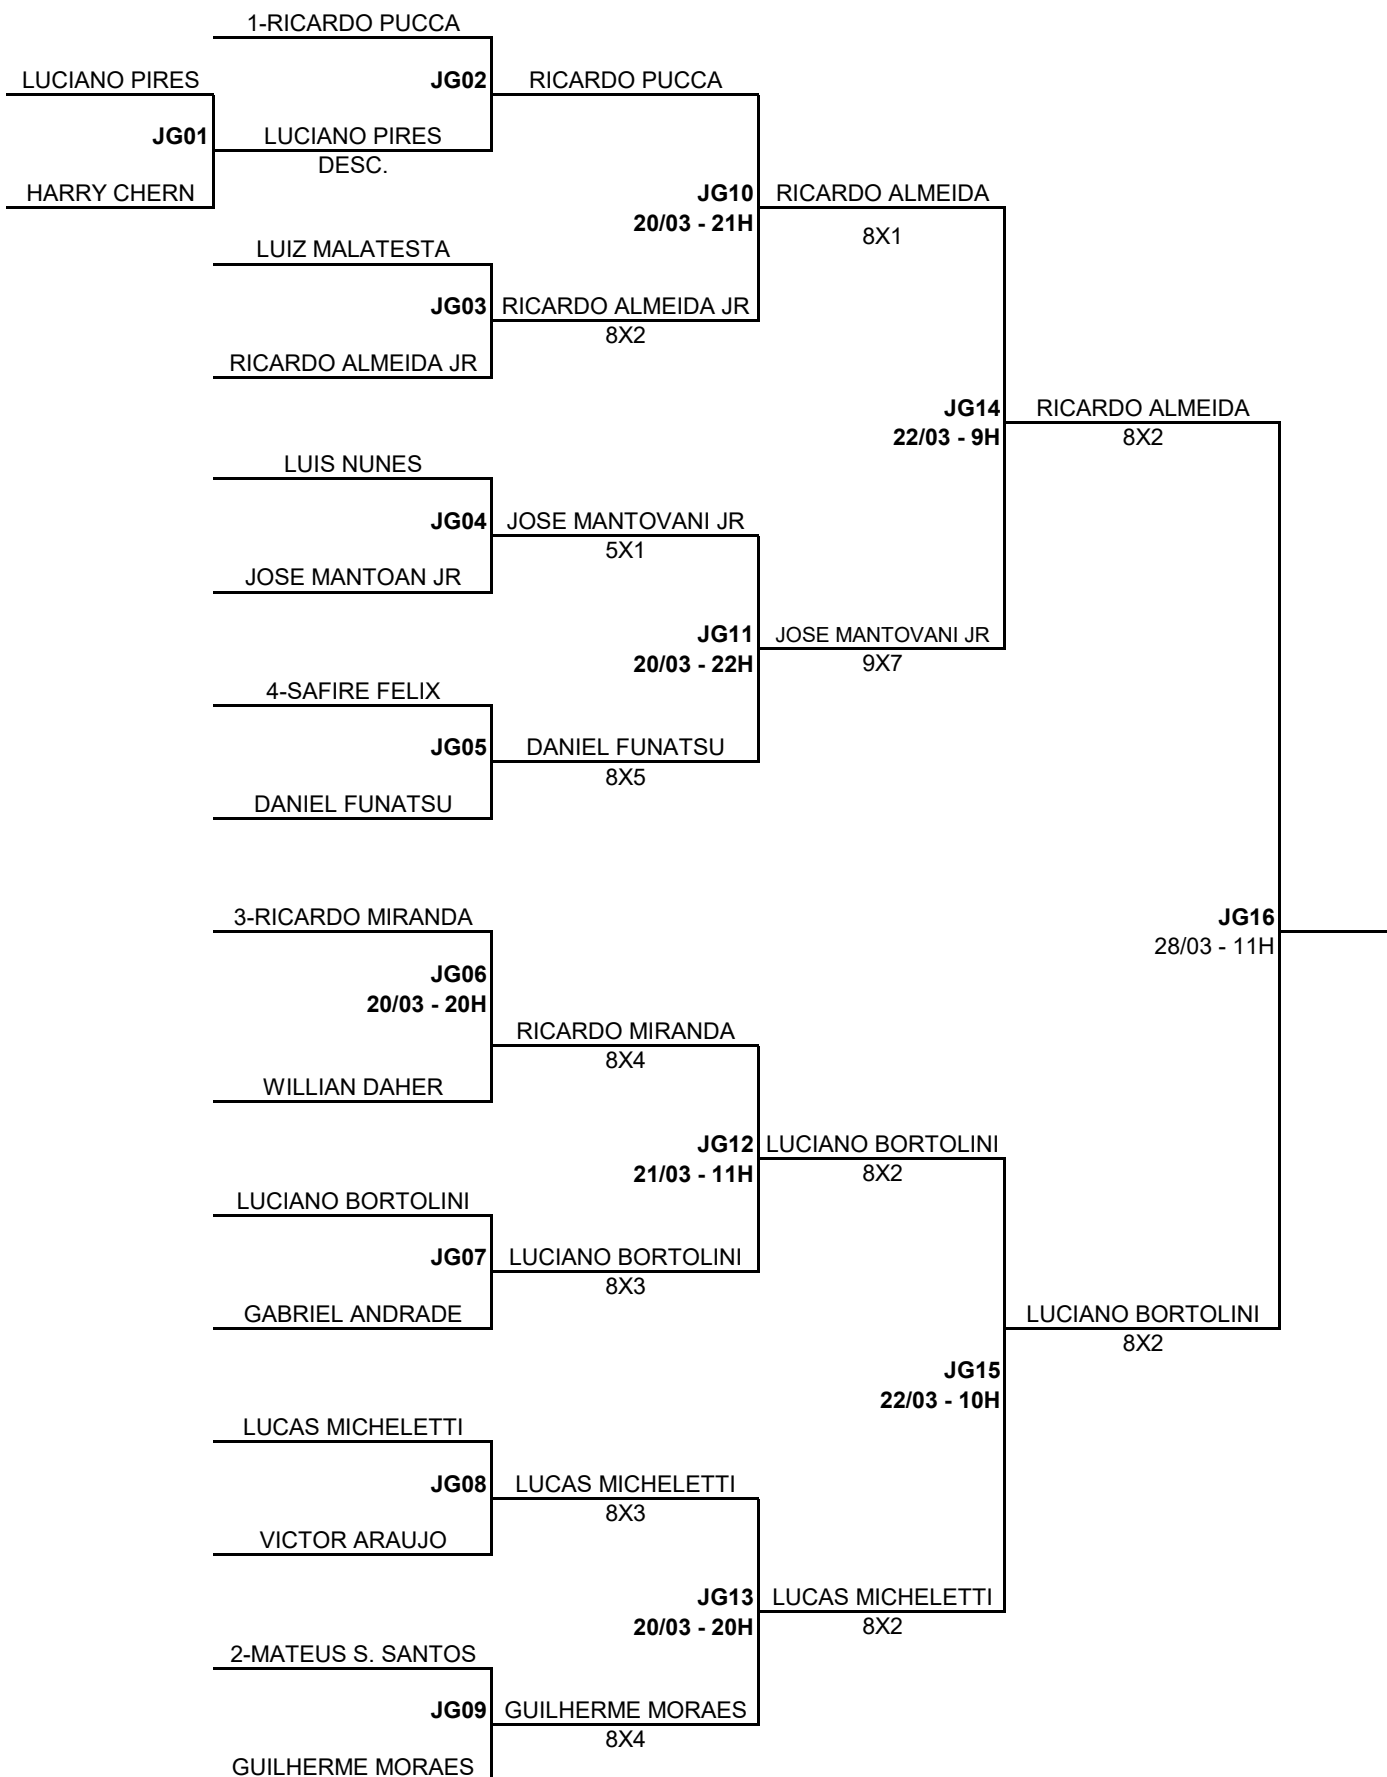 1-RICARDO PUCCA
LUCIANO PIRES
JG02
RICARDO PUCCA
JG01
LUCIANO PIRES
DESC.
HARRY CHERN
JG10
RICARDO ALMEIDA
20/03 - 21H
8X1
LUIZ MALATESTA
JG03
RICARDO ALMEIDA JR
8X2
RICARDO ALMEIDA JR
JG14
RICARDO ALMEIDA
22/03 - 9H
8X2
LUIS NUNES
JG04
JOSE MANTOVANI JR
5X1
JOSE MANTOAN JR
JG11
JOSE MANTOVANI JR
20/03 - 22H
9X7
4-SAFIRE FELIX
JG05
DANIEL FUNATSU
8X5
DANIEL FUNATSU
3-RICARDO MIRANDA
JG16
28/03 - 11H
JG06
20/03 - 20H
RICARDO MIRANDA
8X4
WILLIAN DAHER
JG12
LUCIANO BORTOLINI
21/03 - 11H
8X2
LUCIANO BORTOLINI
JG07
LUCIANO BORTOLINI
8X3
GABRIEL ANDRADE
LUCIANO BORTOLINI
8X2
JG15
22/03 - 10H
LUCAS MICHELETTI
JG08
LUCAS MICHELETTI
8X3
VICTOR ARAUJO
JG13
LUCAS MICHELETTI
20/03 - 20H
8X2
2-MATEUS S. SANTOS
JG09
GUILHERME MORAES
8X4
GUILHERME MORAES